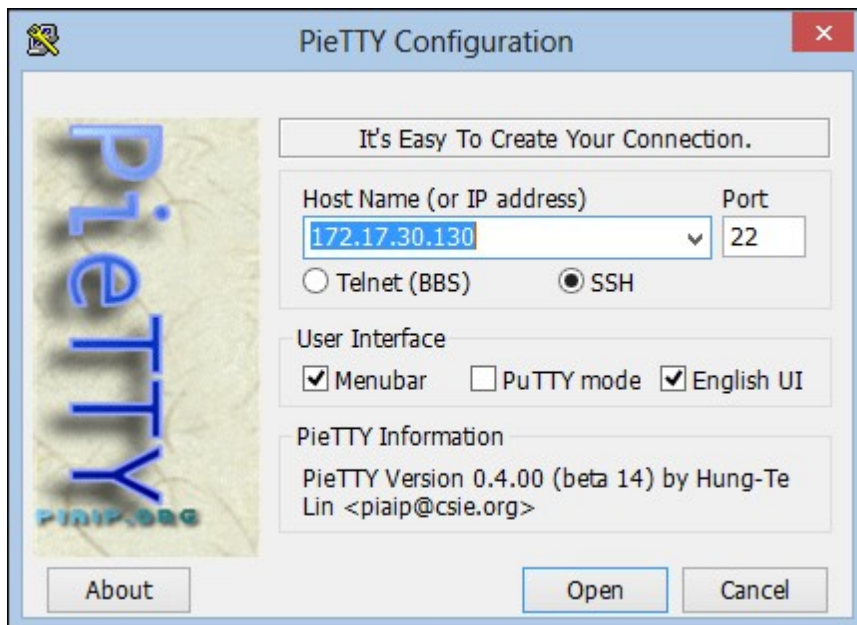 PieTTY Configuration
PieTTY
PIAIP.ORG
It's Easy To Create Your Connection.
Host Name (or IP address) Port
172.17.30.130 22
Telnet (BBS) SSH
User Interface
Menubar PuTTY mode English UI
PieTTY Information
PieTTY Version 0.4.00 (beta 14) by Hung-Te
Lin <piaip@csie.org>
About Open Cancel